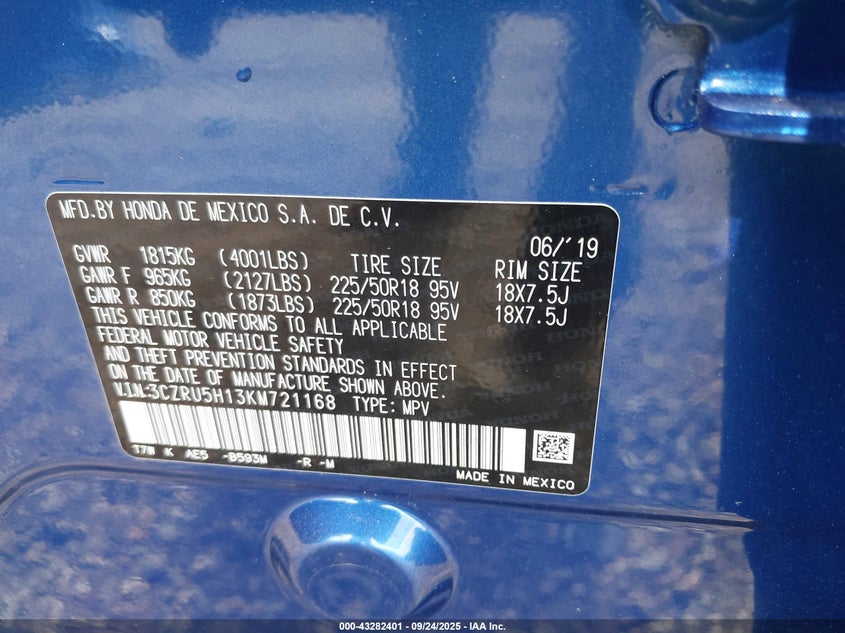 MFD.BY HONDA DE MEXICO S.A. DE C.V.
06/'19
GVWR 1815KG (4001LBS) TIRE SIZE RIM SIZE
GAWR F 965KG (2127LBS) 225/50R18 95V 18X7.5J
GAWR R 850KG (1873LBS) 225/50R18 95V 18X7.5J
THIS VEHICLE CONFORMS TO ALL APPLICABLE
FEDERAL MOTOR VEHICLE SAFETY
AND THEFT PREVENTION STANDARDS IN EFFECT
ON THE DATE OF MANUFACTURE SHOWN ABOVE.
V.I.N.:3CZRU5H13KM721168 TYPE: MPV
T7W K AE5 -B593M -R -M
MADE IN MEXICO
000-43282401 - 09/24/2025 - IAA Inc.